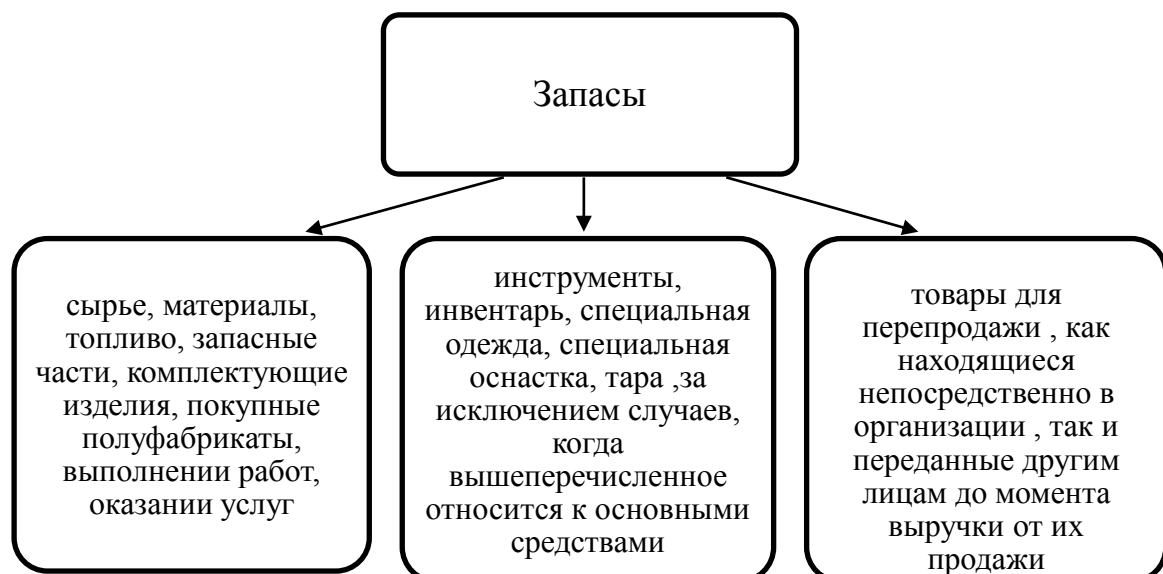 Запасы
сырье, материалы,
топливо, запасные
части, комплектующие
изделия, покупные
полуфабрикаты,
выполнении работ,
оказании услуг
инструменты,
инвентарь, специальная
одежда, специальная
оснастка, тара ,за
исключением случаев,
когда
вышеперечисленное
относится к основными
средствами
товары для
перепродажи , как
находящиеся
непосредственно в
организации , так и
переданные другим
лицам до момента
выручки от их
продажи